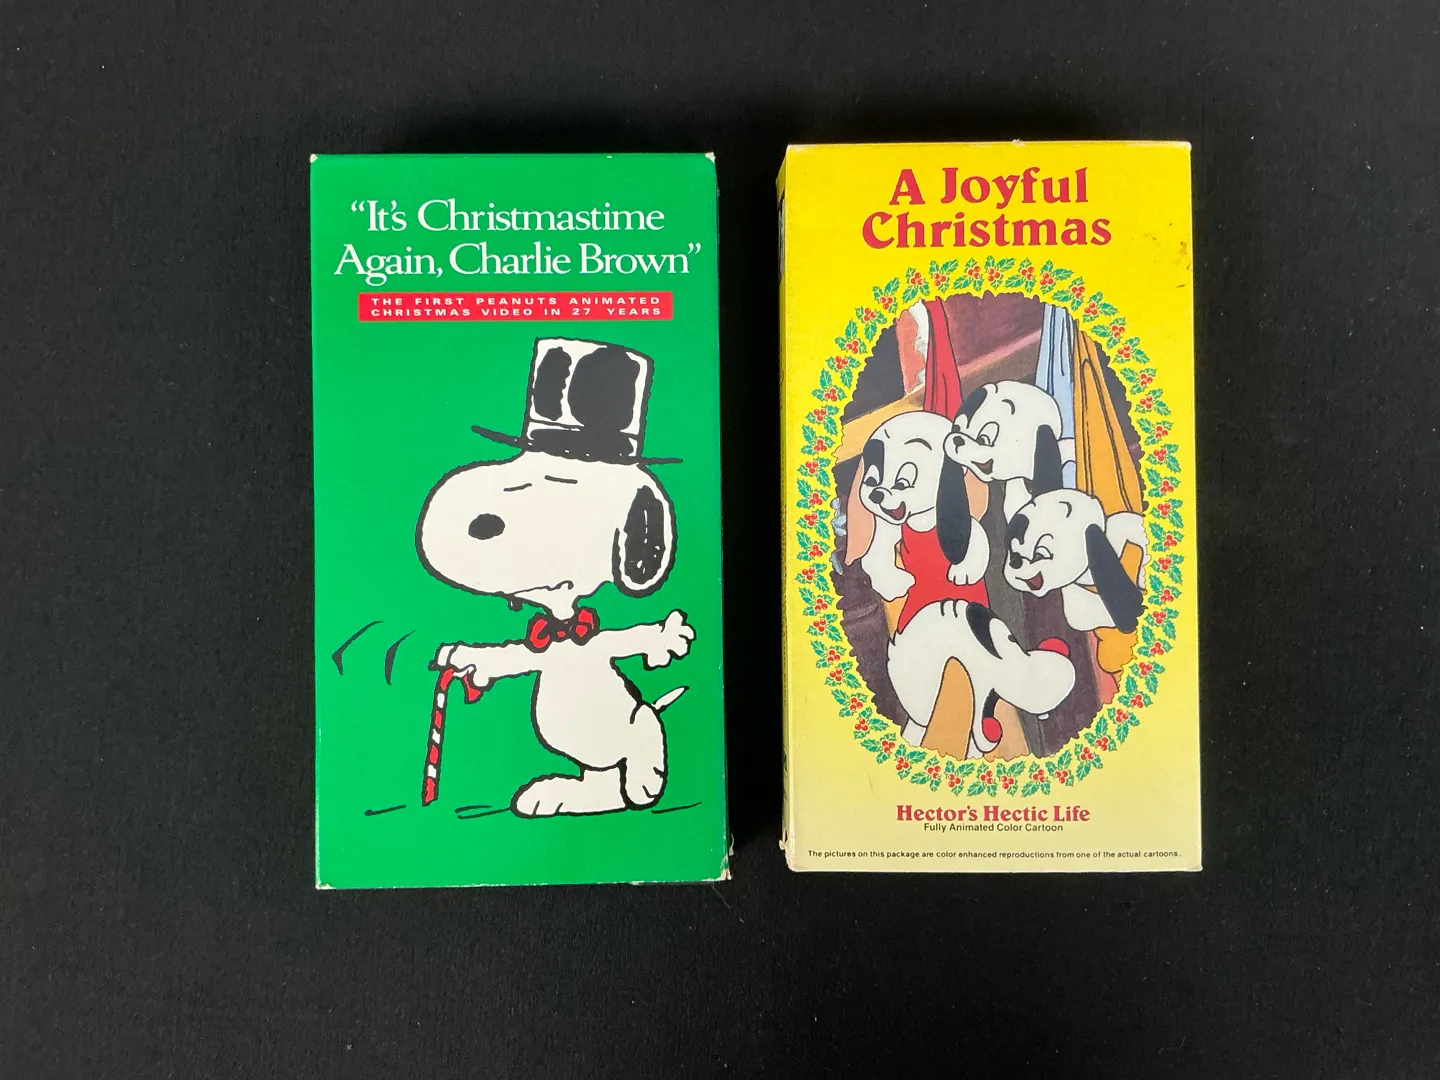 “It’s Christmastime
Again, Charlie Brown”
THE FIRST PEANUTS ANIMATED
CHRISTMAS VIDEO IN 27 YEARS
A Joyful
Christmas
Hector's Hectic Life
Fully Animated Color Cartoon
The pictures on this package are color enhanced reproductions from one of the actual cartoons.